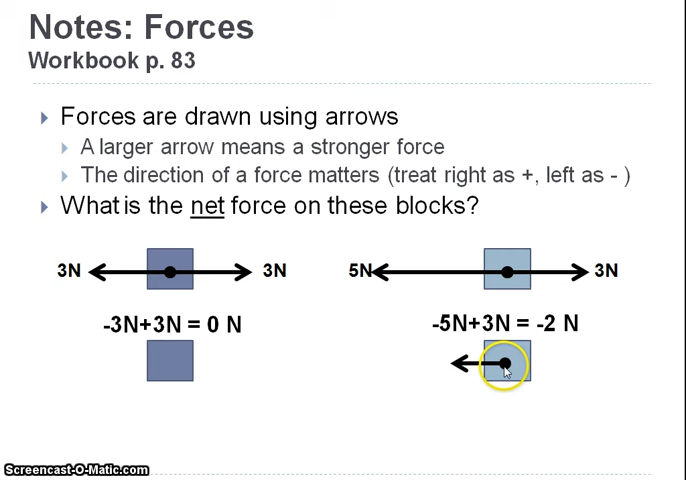 Notes: Forces
Workbook p. 83
Forces are drawn using arrows
A larger arrow means a stronger force
The direction of a force matters (treat right as +, left as - )
What is the net force on these blocks?
3N 3N 5N 3N
-3N+3N = 0 N -5N+3N = -2 N
Screencast-O-Matic.com